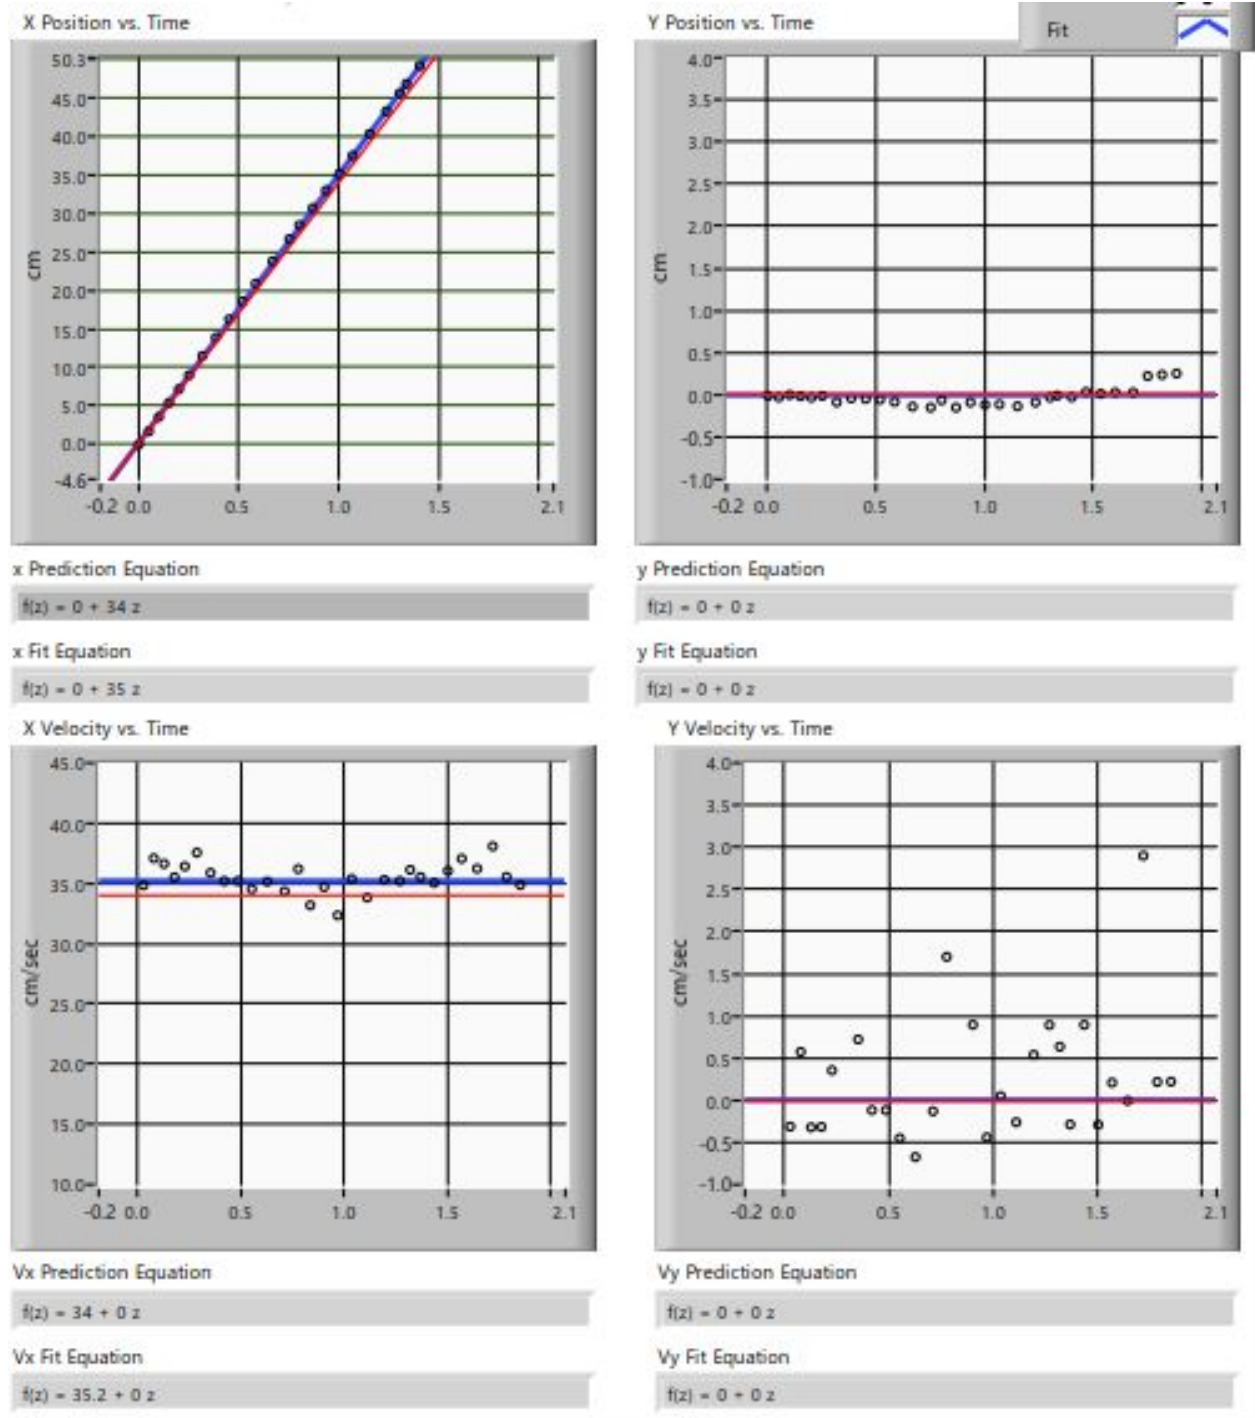 X Position vs. Time
50.3
45.0
40.0
35.0
30.0
25.0
20.0
15.0
10.0
5.0
0.0
-4.6
cm
-0.2 0.0 0.5 1.0 1.5 2.1
Y Position vs. Time
Fit
4.0
3.5
3.0
2.5
2.0
1.5
1.0
0.5
0.0
-0.5
-1.0
cm
-0.2 0.0 0.5 1.0 1.5 2.1
x Prediction Equation
f(z) = 0 + 34 z
y Prediction Equation
f(z) = 0 + 0 z
x Fit Equation
f(z) = 0 + 35 z
y Fit Equation
f(z) = 0 + 0 z
X Velocity vs. Time
45.0
40.0
35.0
30.0
25.0
20.0
15.0
10.0
cm/sec
-0.2 0.0 0.5 1.0 1.5 2.1
Y Velocity vs. Time
4.0
3.5
3.0
2.5
2.0
1.5
1.0
0.5
0.0
-0.5
-1.0
cm/sec
-0.2 0.0 0.5 1.0 1.5 2.1
Vx Prediction Equation
f(z) = 34 + 0 z
Vy Prediction Equation
f(z) = 0 + 0 z
Vx Fit Equation
f(z) = 35.2 + 0 z
Vy Fit Equation
f(z) = 0 + 0 z